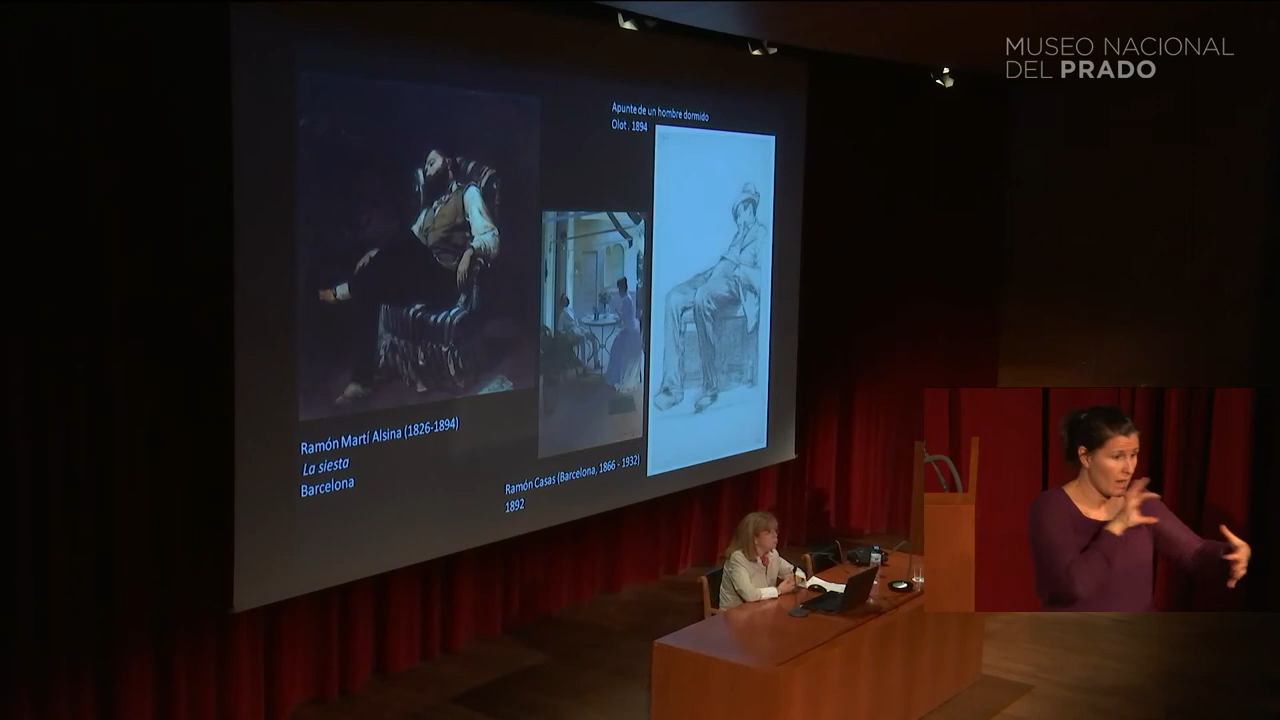 MUSEO NACIONAL
DEL PRADO
Apunte de un hombre dormido
Olot . 1894
Ramón Martí Alsina (1826-1894)
La siesta
Barcelona
Ramón Casas (Barcelona, 1866 - 1932)
1892